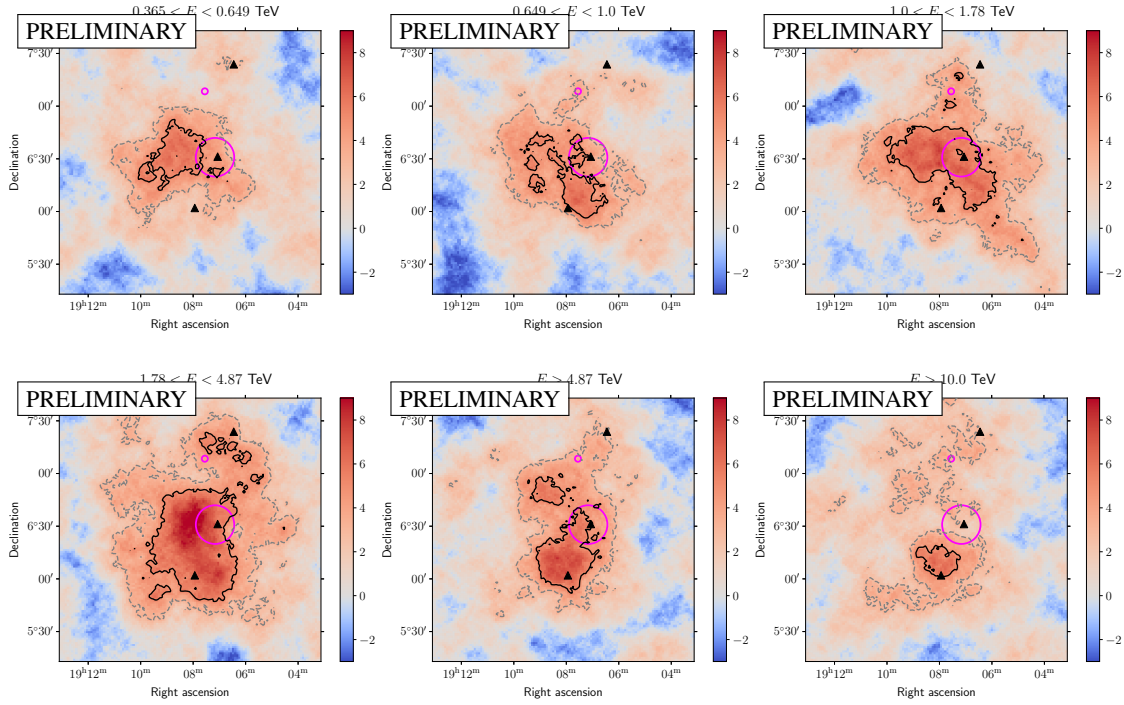 0.365 < E < 0.649 TeV 0.649 < E < 1.0 TeV 1.0 < E < 1.78 TeV
PRELIMINARY PRELIMINARY PRELIMINARY
7°30′ 8 7°30′ 8 7°30′ 8
00′ 6 00′ 6 00′ 6
Declination 6°30′ 4 Declination 6°30′ 4 Declination 6°30′ 4
00′ 2 00′ 2 00′ 2
5°30′ 0 5°30′ 0 5°30′ 0
−2 −2 −2
19ʰ12ᵐ 10ᵐ 08ᵐ 06ᵐ 04ᵐ 19ʰ12ᵐ 10ᵐ 08ᵐ 06ᵐ 04ᵐ 19ʰ12ᵐ 10ᵐ 08ᵐ 06ᵐ 04ᵐ
Right ascension Right ascension Right ascension
1.78 < E < 4.87 TeV E > 4.87 TeV E > 10.0 TeV
PRELIMINARY PRELIMINARY PRELIMINARY
7°30′ 8 7°30′ 8 7°30′ 8
00′ 6 00′ 6 00′ 6
Declination 6°30′ 4 Declination 6°30′ 4 Declination 6°30′ 4
00′ 2 00′ 2 00′ 2
5°30′ 0 5°30′ 0 5°30′ 0
−2 −2 −2
19ʰ12ᵐ 10ᵐ 08ᵐ 06ᵐ 04ᵐ 19ʰ12ᵐ 10ᵐ 08ᵐ 06ᵐ 04ᵐ 19ʰ12ᵐ 10ᵐ 08ᵐ 06ᵐ 04ᵐ
Right ascension Right ascension Right ascension